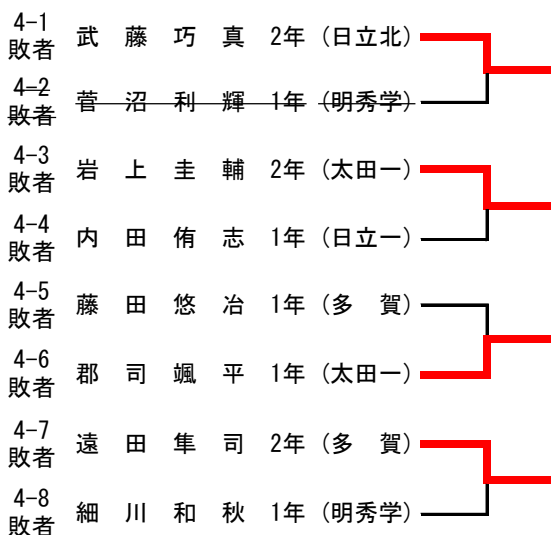 4-1
敗者 武藤巧真 2年 (日立北)
4-2
敗者 菅沼利輝 1年 (明秀学)
4-3
敗者 岩上圭輔 2年 (太田一)
4-4
敗者 内田侑志 1年 (日立一)
4-5
敗者 藤田悠冶 1年 (多 賀)
4-6
敗者 郡司颯平 1年 (太田一)
4-7
敗者 遠田隼司 2年 (多 賀)
4-8
敗者 細川和秋 1年 (明秀学)